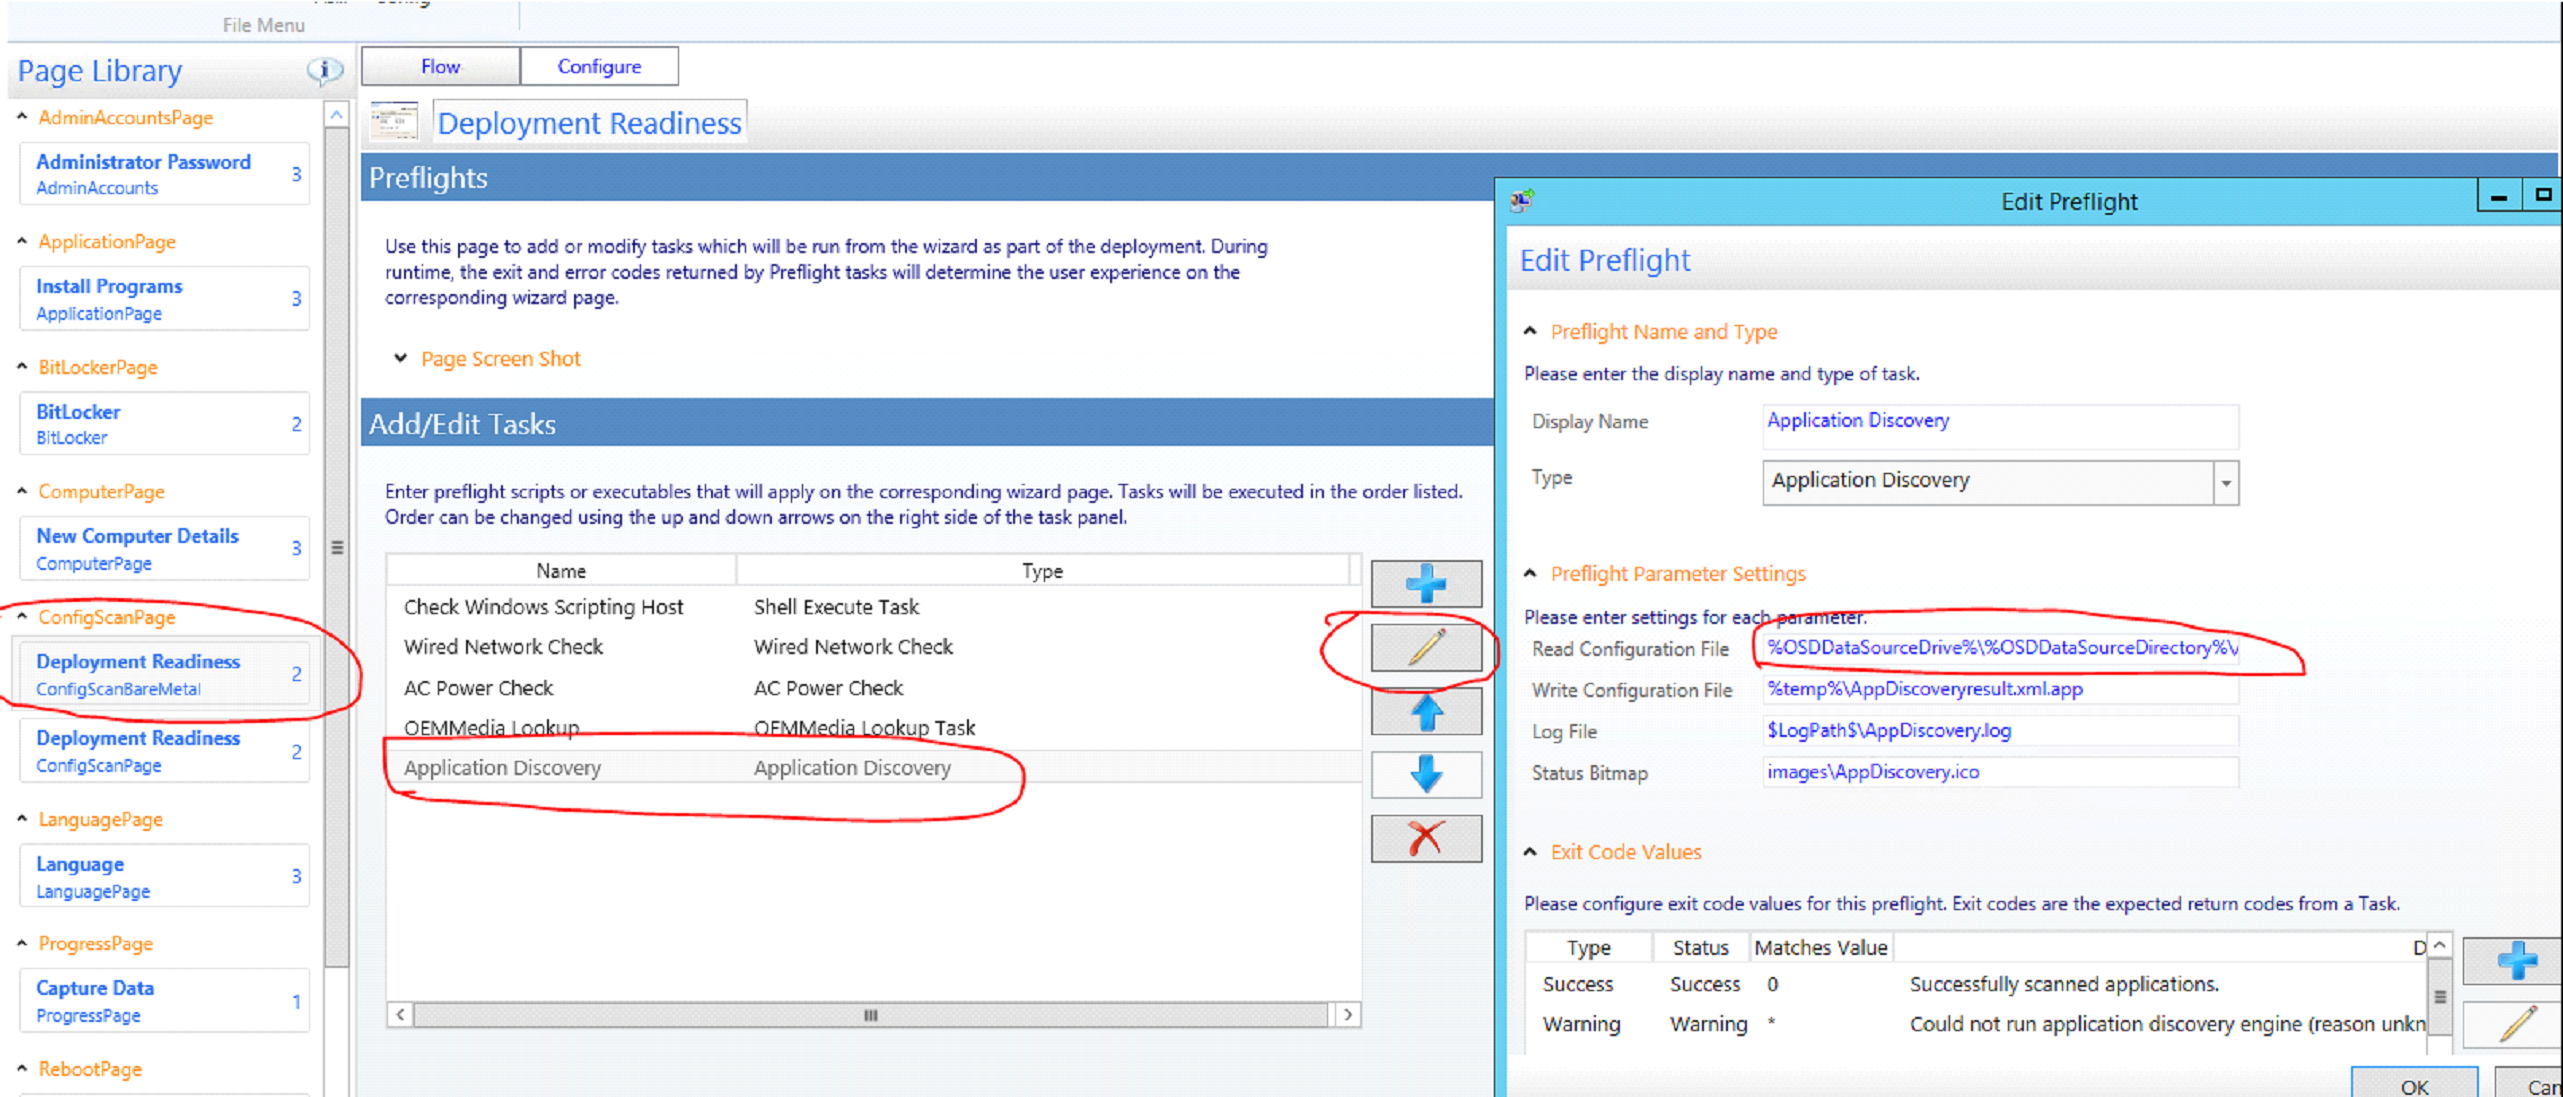 File Menu
Page Library
AdminAccountsPage
Administrator Password
AdminAccounts
3
ApplicationPage
Install Programs
ApplicationPage
3
BitLockerPage
BitLocker
BitLocker
2
ComputerPage
New Computer Details
ComputerPage
3
ConfigScanPage
Deployment Readiness
ConfigScanBareMetal
2
Deployment Readiness
ConfigScanPage
2
LanguagePage
Language
LanguagePage
3
ProgressPage
Capture Data
ProgressPage
1
RebootPage
Flow
Configure
Deployment Readiness
Preflights
Use this page to add or modify tasks which will be run from the wizard as part of the deployment. During
runtime, the exit and error codes returned by Preflight tasks will determine the user experience on the
corresponding wizard page.
Page Screen Shot
Add/Edit Tasks
Enter preflight scripts or executables that will apply on the corresponding wizard page. Tasks will be executed in the order listed.
Order can be changed using the up and down arrows on the right side of the task panel.
Name Type
Check Windows Scripting Host Shell Execute Task
Wired Network Check Wired Network Check
AC Power Check AC Power Check
OEMMedia Lookup OEMMedia Lookup Task
Application Discovery Application Discovery
Edit Preflight
Edit Preflight
Preflight Name and Type
Please enter the display name and type of task.
Display Name Application Discovery
Type Application Discovery
Preflight Parameter Settings
Please enter settings for each parameter.
Read Configuration File %OSDDataSourceDrive%\%OSDDataSourceDirectory%\
Write Configuration File %temp%\AppDiscoveryresult.xml.app
Log File $LogPath$\AppDiscovery.log
Status Bitmap images\AppDiscovery.ico
Exit Code Values
Please configure exit code values for this preflight. Exit codes are the expected return codes from a Task.
Type Status Matches Value D
Success Success 0 Successfully scanned applications.
Warning Warning * Could not run application discovery engine (reason unkn
OK Can